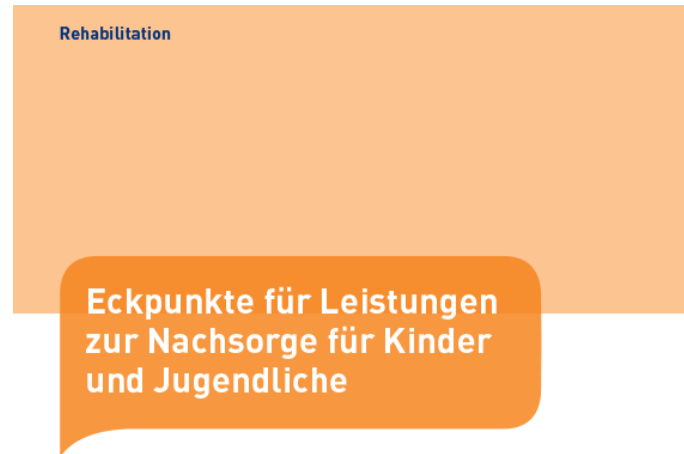 Rehabilitation
Eckpunkte für Leistungen
zur Nachsorge für Kinder
und Jugendliche